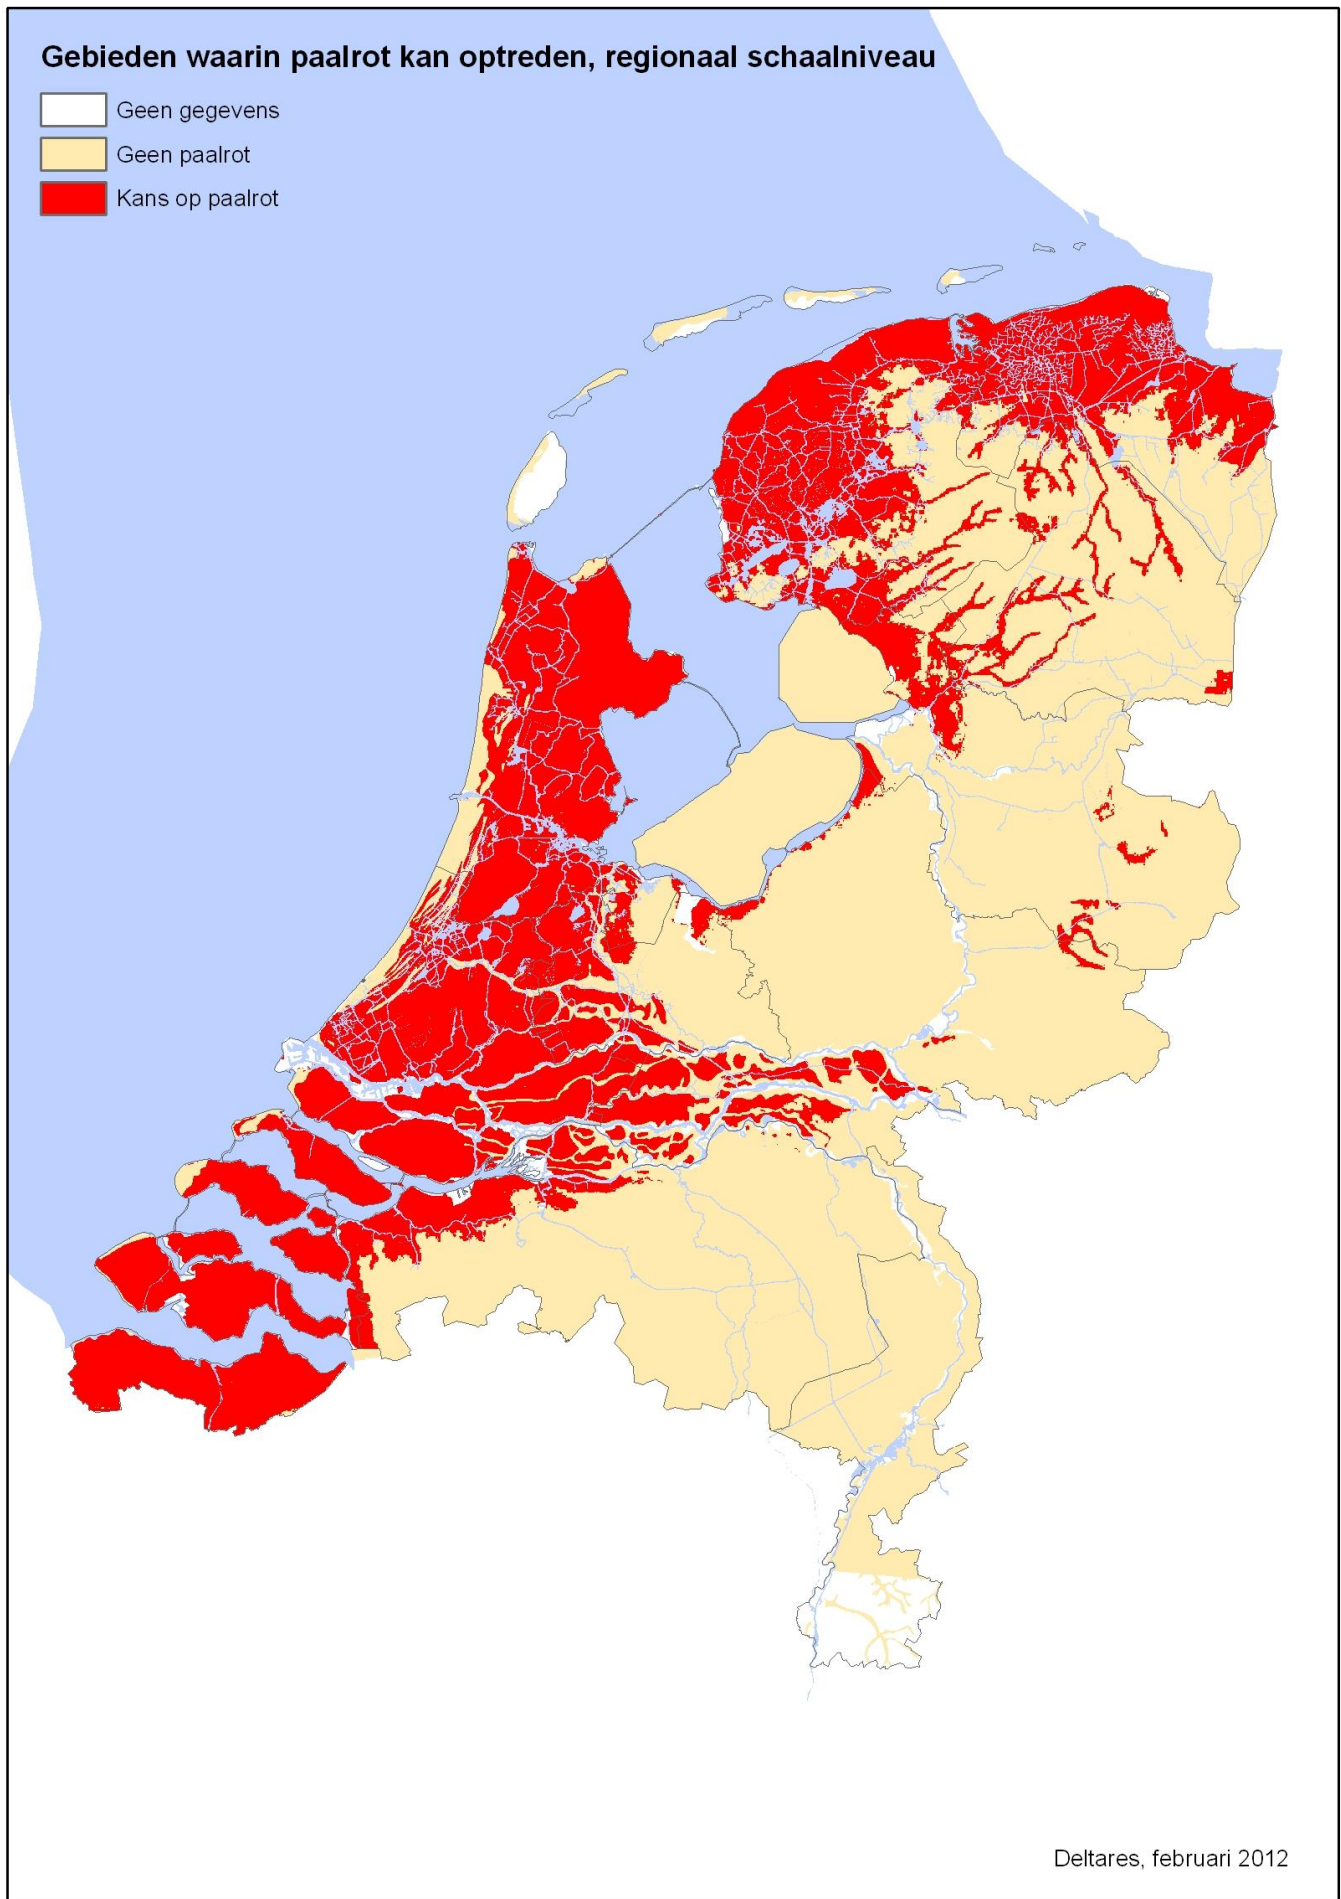 Gebieden waarin paalrot kan optreden, regionaal schaalniveau
Geen gegevens
Geen paalrot
Kans op paalrot
Deltares, februari 2012